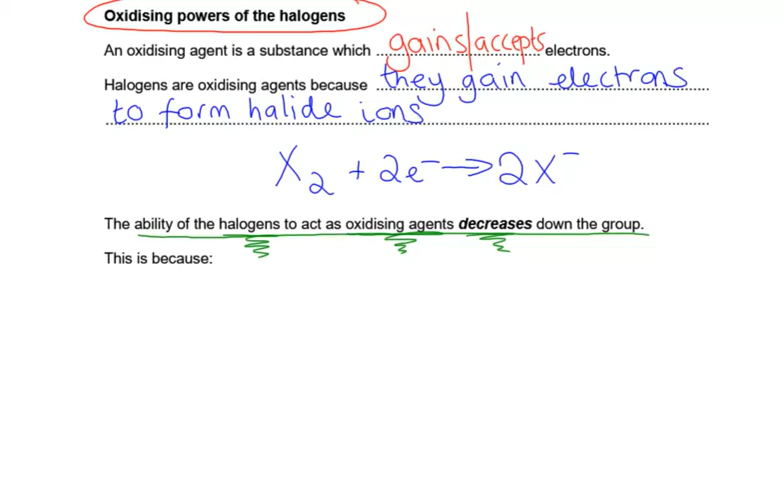 Oxidising powers of the halogens
An oxidising agent is a substance which gains/accepts electrons.
Halogens are oxidising agents because they gain electrons
to form halide ions
X₂ + 2e⁻ → 2X⁻
The ability of the halogens to act as oxidising agents decreases down the group.
This is because: